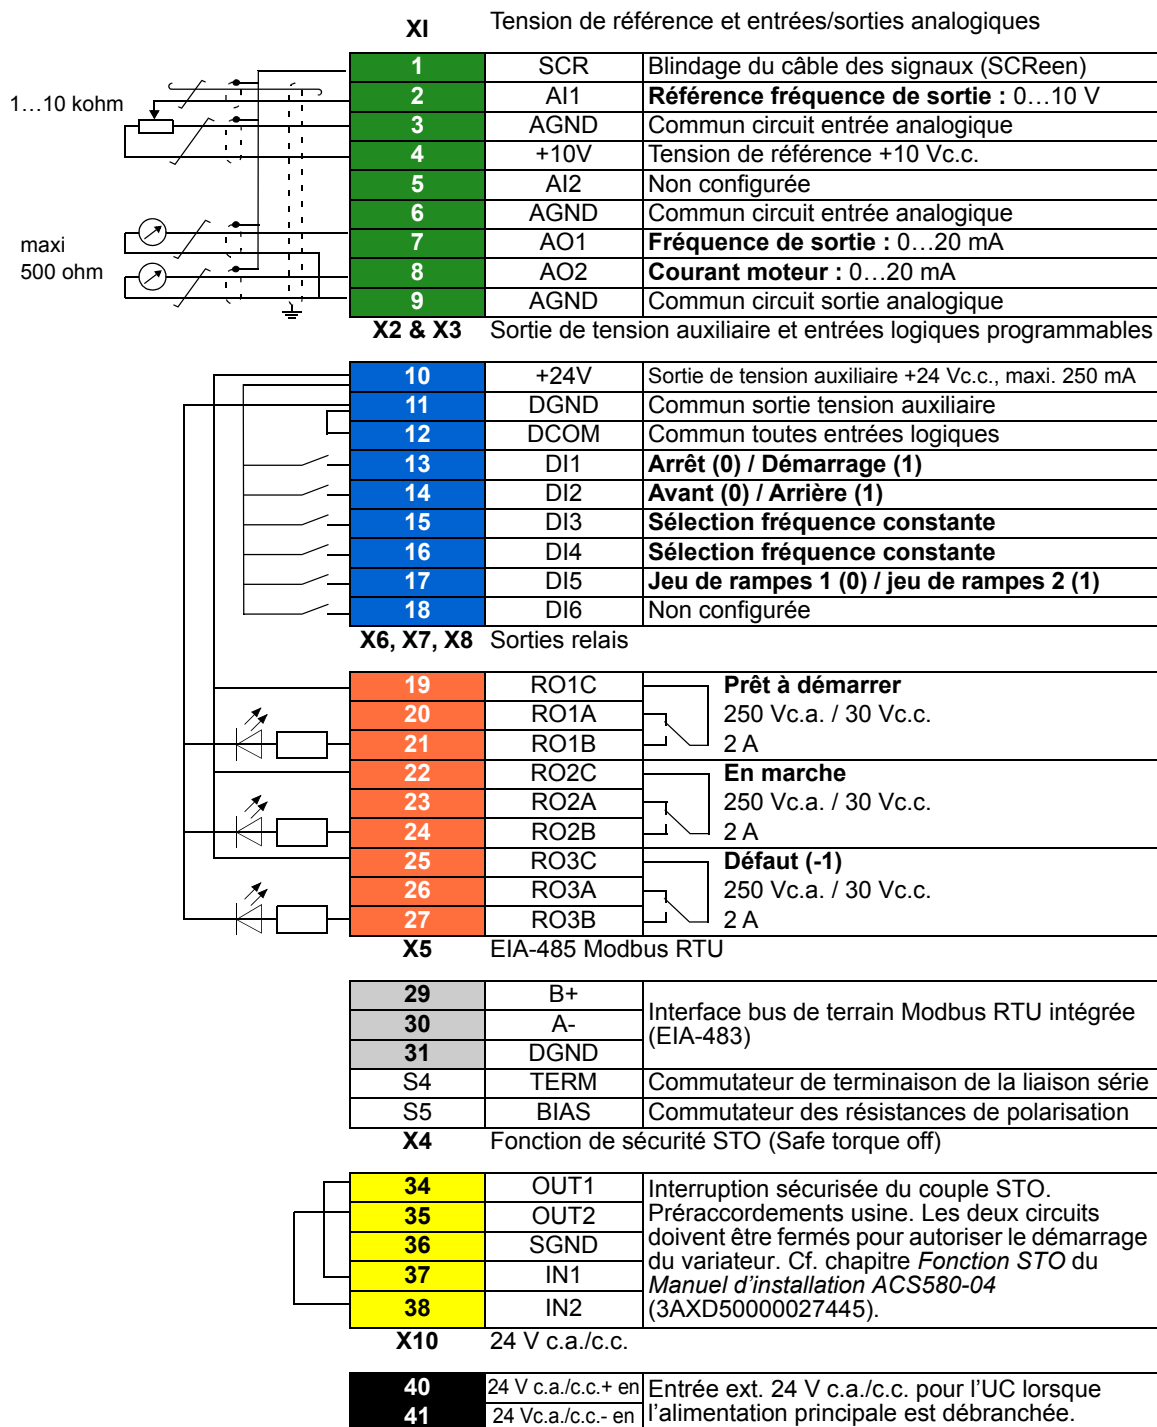 XI Tension de référence et entrées/sorties analogiques
1 SCR Blindage du câble des signaux (SCReen)
1…10 kohm
2 AI1 Référence fréquence de sortie : 0…10 V
3 AGND Commun circuit entrée analogique
4 +10V Tension de référence +10 Vc.c.
5 AI2 Non configurée
6 AGND Commun circuit entrée analogique
maxi
500 ohm
7 AO1 Fréquence de sortie : 0…20 mA
8 AO2 Courant moteur : 0…20 mA
9 AGND Commun circuit sortie analogique
X2 & X3 Sortie de tension auxiliaire et entrées logiques programmables
10 +24V Sortie de tension auxiliaire +24 Vc.c., maxi. 250 mA
11 DGND Commun sortie tension auxiliaire
12 DCOM Commun toutes entrées logiques
13 DI1 Arrêt (0) / Démarrage (1)
14 DI2 Avant (0) / Arrière (1)
15 DI3 Sélection fréquence constante
16 DI4 Sélection fréquence constante
17 DI5 Jeu de rampes 1 (0) / jeu de rampes 2 (1)
18 DI6 Non configurée
X6, X7, X8 Sorties relais
19 RO1C Prêt à démarrer
20 RO1A 250 Vc.a. / 30 Vc.c.
21 RO1B 2 A
22 RO2C En marche
23 RO2A 250 Vc.a. / 30 Vc.c.
24 RO2B 2 A
25 RO3C Défaut (-1)
26 RO3A 250 Vc.a. / 30 Vc.c.
27 RO3B 2 A
X5 EIA-485 Modbus RTU
29 B+
30 A-
31 DGND
Interface bus de terrain Modbus RTU intégrée
(EIA-483)
S4 TERM Commutateur de terminaison de la liaison série
S5 BIAS Commutateur des résistances de polarisation
X4 Fonction de sécurité STO (Safe torque off)
34 OUT1
35 OUT2
36 SGND
37 IN1
38 IN2
Interruption sécurisée du couple STO.
Préraccordements usine. Les deux circuits
doivent être fermés pour autoriser le démarrage
du variateur. Cf. chapitre Fonction STO du
Manuel d’installation ACS580-04
(3AXD50000027445).
X10 24 V c.a./c.c.
40 24 V c.a./c.c.+ en
41 24 Vc.a./c.c.- en
Entrée ext. 24 V c.a./c.c. pour l’UC lorsque
l’alimentation principale est débranchée.